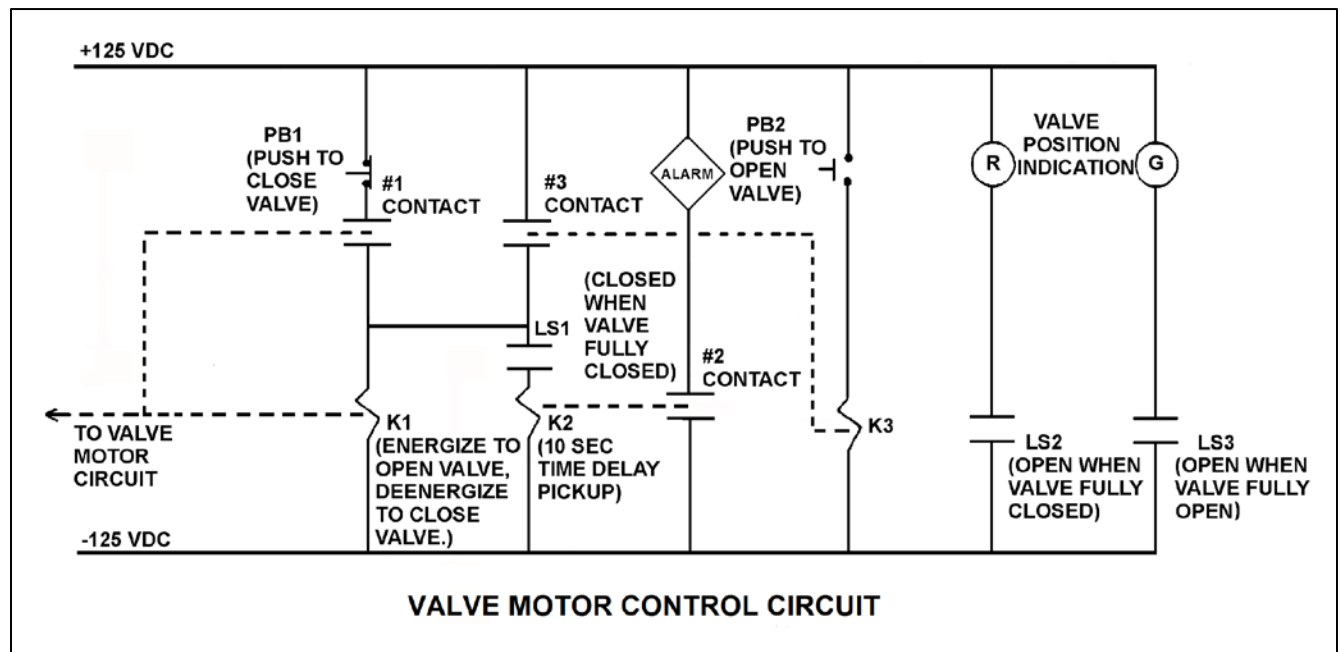 +125 VDC
PB1
(PUSH TO
CLOSE
VALVE)
#1
CONTACT
#3
CONTACT
ALARM
PB2
(PUSH TO
OPEN
VALVE)
R
VALVE
POSITION
INDICATION
G
(CLOSED
WHEN
VALVE
FULLY
CLOSED)
LS1
#2
CONTACT
TO VALVE
MOTOR
CIRCUIT
K1
(ENERGIZE TO
OPEN VALVE,
DEENERGIZE
TO CLOSE
VALVE.)
K2
(10 SEC
TIME DELAY
PICKUP)
K3
LS2
(OPEN WHEN
VALVE FULLY
CLOSED)
LS3
(OPEN WHEN
VALVE FULLY
OPEN)
-125 VDC
VALVE MOTOR CONTROL CIRCUIT